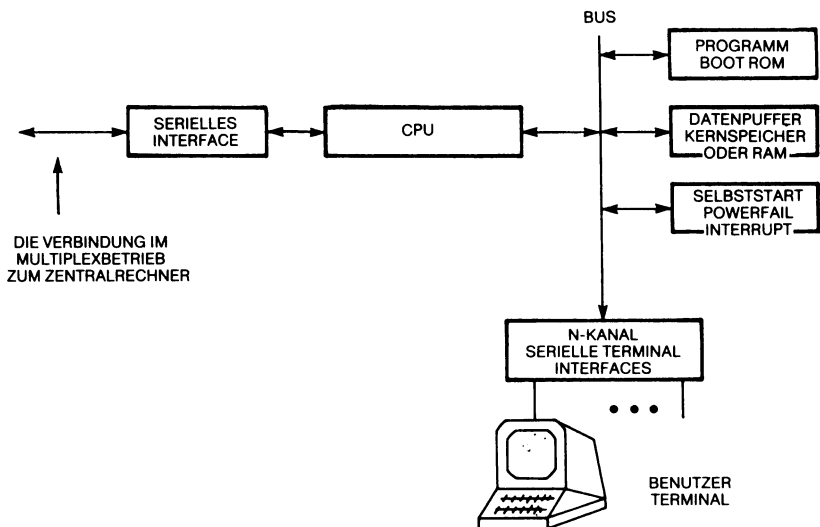 BUS
PROGRAMM
BOOT ROM
SERIELLES
INTERFACE
CPU
DATENPUFFER
KERNSPEICHER
ODER RAM
SELBSTSTART
POWERFAIL
INTERRUPT
DIE VERBINDUNG IM
MULTIPLEXBETRIEB
ZUM ZENTRALRECHNER
N-KANAL
SERIELLE TERMINAL
INTERFACES
BENUTZER
TERMINAL